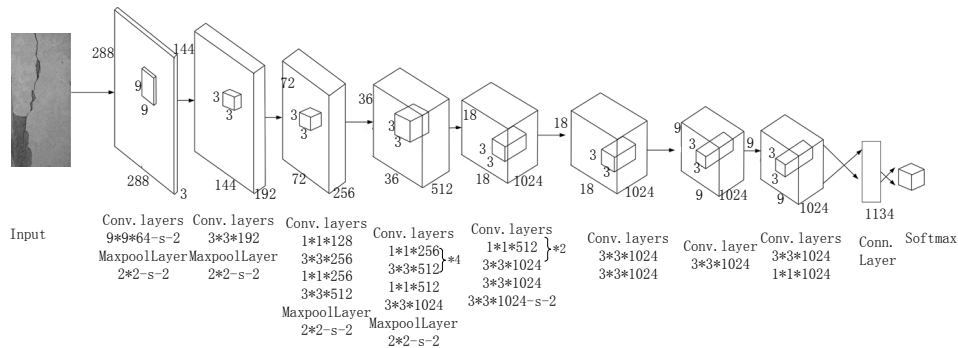 288
9
9
288
3
144
3
3
144
192
72
3
3
72
256
36
3
3
36
512
18
3
3
18
1024
18
3
3
18
1024
9
3
3
9
1024
9
3
3
9
1024
1134
Input
Conv. layers
9*9*64-s-2
MaxpoolLayer
2*2-s-2
Conv. layers
3*3*192
MaxpoolLayer
2*2-s-2
Conv. layers
1*1*128
3*3*256
1*1*256
3*3*512
MaxpoolLayer
2*2-s-2
Conv. layers
1*1*256
3*3*512
*4
1*1*512
3*3*1024
MaxpoolLayer
2*2-s-2
Conv. layers
1*1*512
3*3*1024
*2
3*3*1024
3*3*1024-s-2
Conv. layers
3*3*1024
3*3*1024
Conv. layer
3*3*1024
Conv. layers
3*3*1024
1*1*1024
Conn.
Layer
Softmax